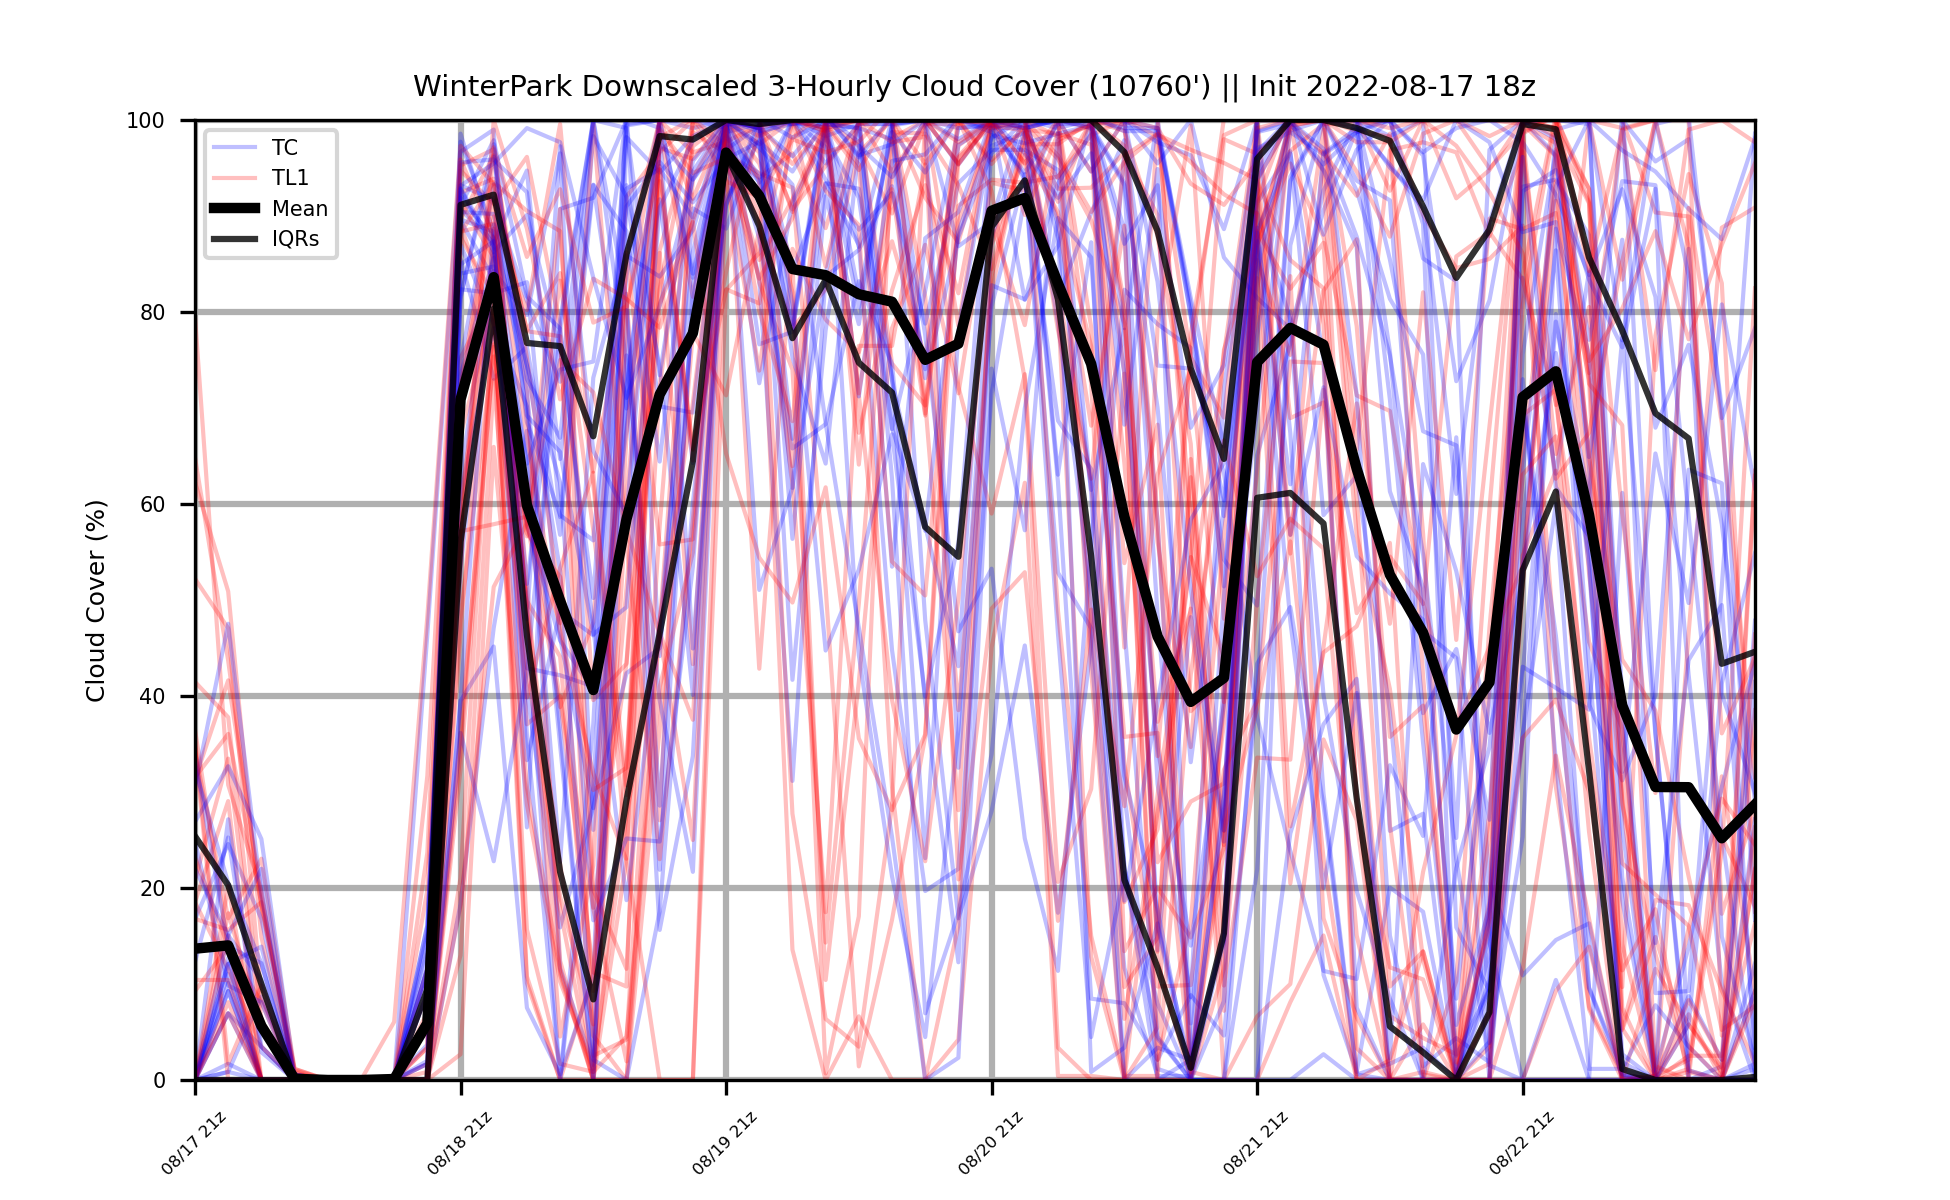 WinterPark Downscaled 3-Hourly Cloud Cover (10760') || Init 2022-08-17 18z
100
80
60
40
20
0
Cloud Cover (%)
TC
TL1
Mean
IQRs
08/17 21z
08/18 21z
08/19 21z
08/20 21z
08/21 21z
08/22 21z